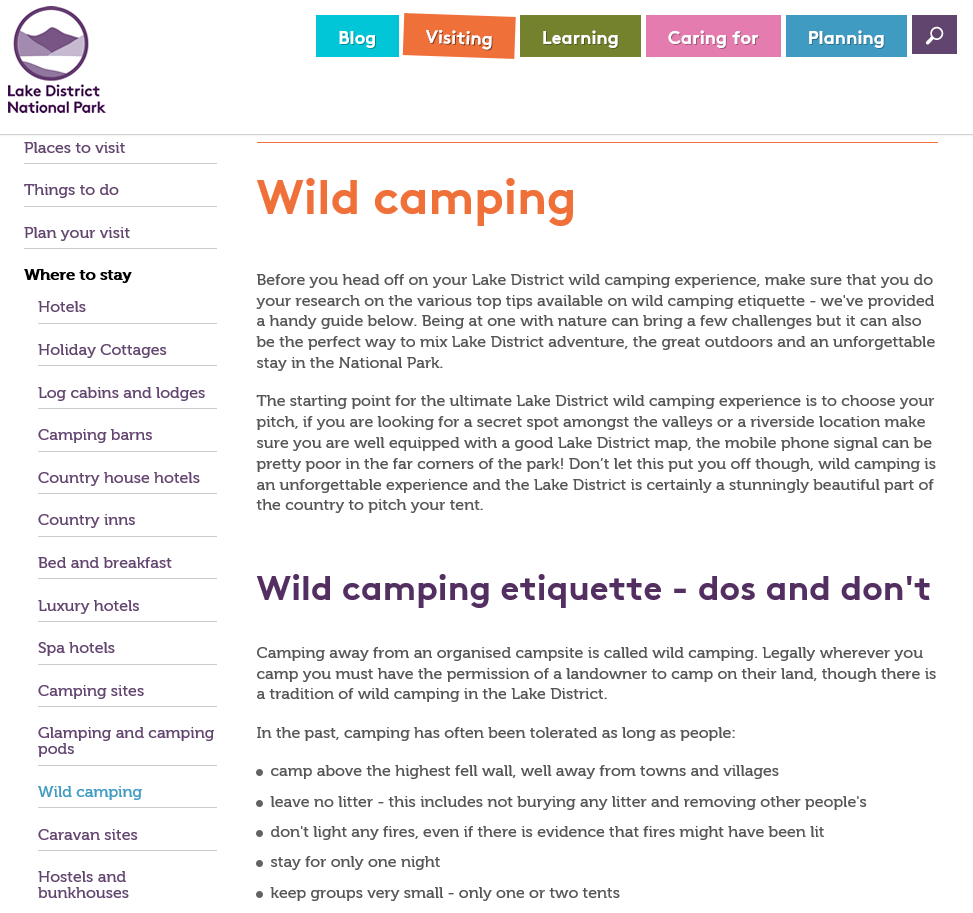 Lake District
National Park
Blog
Visiting
Learning
Caring for
Planning
Places to visit
Things to do
Plan your visit
Where to stay
Hotels
Holiday Cottages
Log cabins and lodges
Camping barns
Country house hotels
Country inns
Bed and breakfast
Luxury hotels
Spa hotels
Camping sites
Glamping and camping
pods
Wild camping
Caravan sites
Hostels and
bunkhouses
Wild camping
Before you head off on your Lake District wild camping experience, make sure that you do
your research on the various top tips available on wild camping etiquette - we've provided
a handy guide below. Being at one with nature can bring a few challenges but it can also
be the perfect way to mix Lake District adventure, the great outdoors and an unforgettable
stay in the National Park.
The starting point for the ultimate Lake District wild camping experience is to choose your
pitch, if you are looking for a secret spot amongst the valleys or a riverside location make
sure you are well equipped with a good Lake District map, the mobile phone signal can be
pretty poor in the far corners of the park! Don’t let this put you off though, wild camping is
an unforgettable experience and the Lake District is certainly a stunningly beautiful part of
the country to pitch your tent.
Wild camping etiquette - dos and don't
Camping away from an organised campsite is called wild camping. Legally wherever you
camp you must have the permission of a landowner to camp on their land, though there is
a tradition of wild camping in the Lake District.
In the past, camping has often been tolerated as long as people:
camp above the highest fell wall, well away from towns and villages
leave no litter - this includes not burying any litter and removing other people's
don't light any fires, even if there is evidence that fires might have been lit
stay for only one night
keep groups very small - only one or two tents